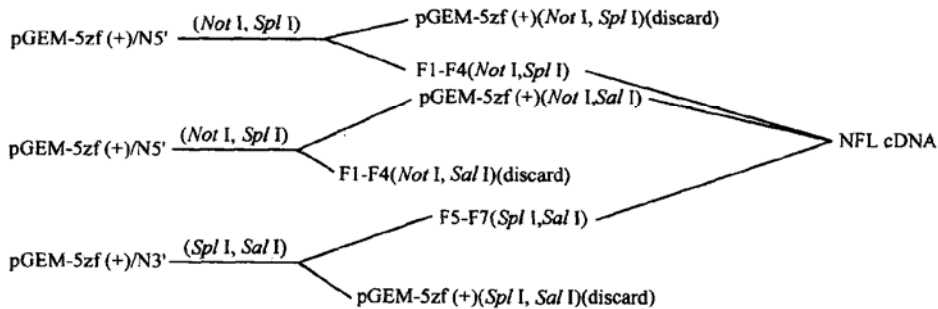 (Not I, Spl I)
pGEM-5zf (+)(Not I, Spl I)(discard)
pGEM-5zf (+)/N5'
F1-F4(Not I,Spl I)
pGEM-5zf (+)(Not I,Sal I)
(Not I, Spl I)
NFL cDNA
pGEM-5zf (+)/N5'
F1-F4(Not I, Sal I)(discard)
F5-F7(Spl I,Sal I)
(Spl I, Sal I)
pGEM-5zf (+)/N3'
pGEM-5zf (+)(Spl I, Sal I)(discard)